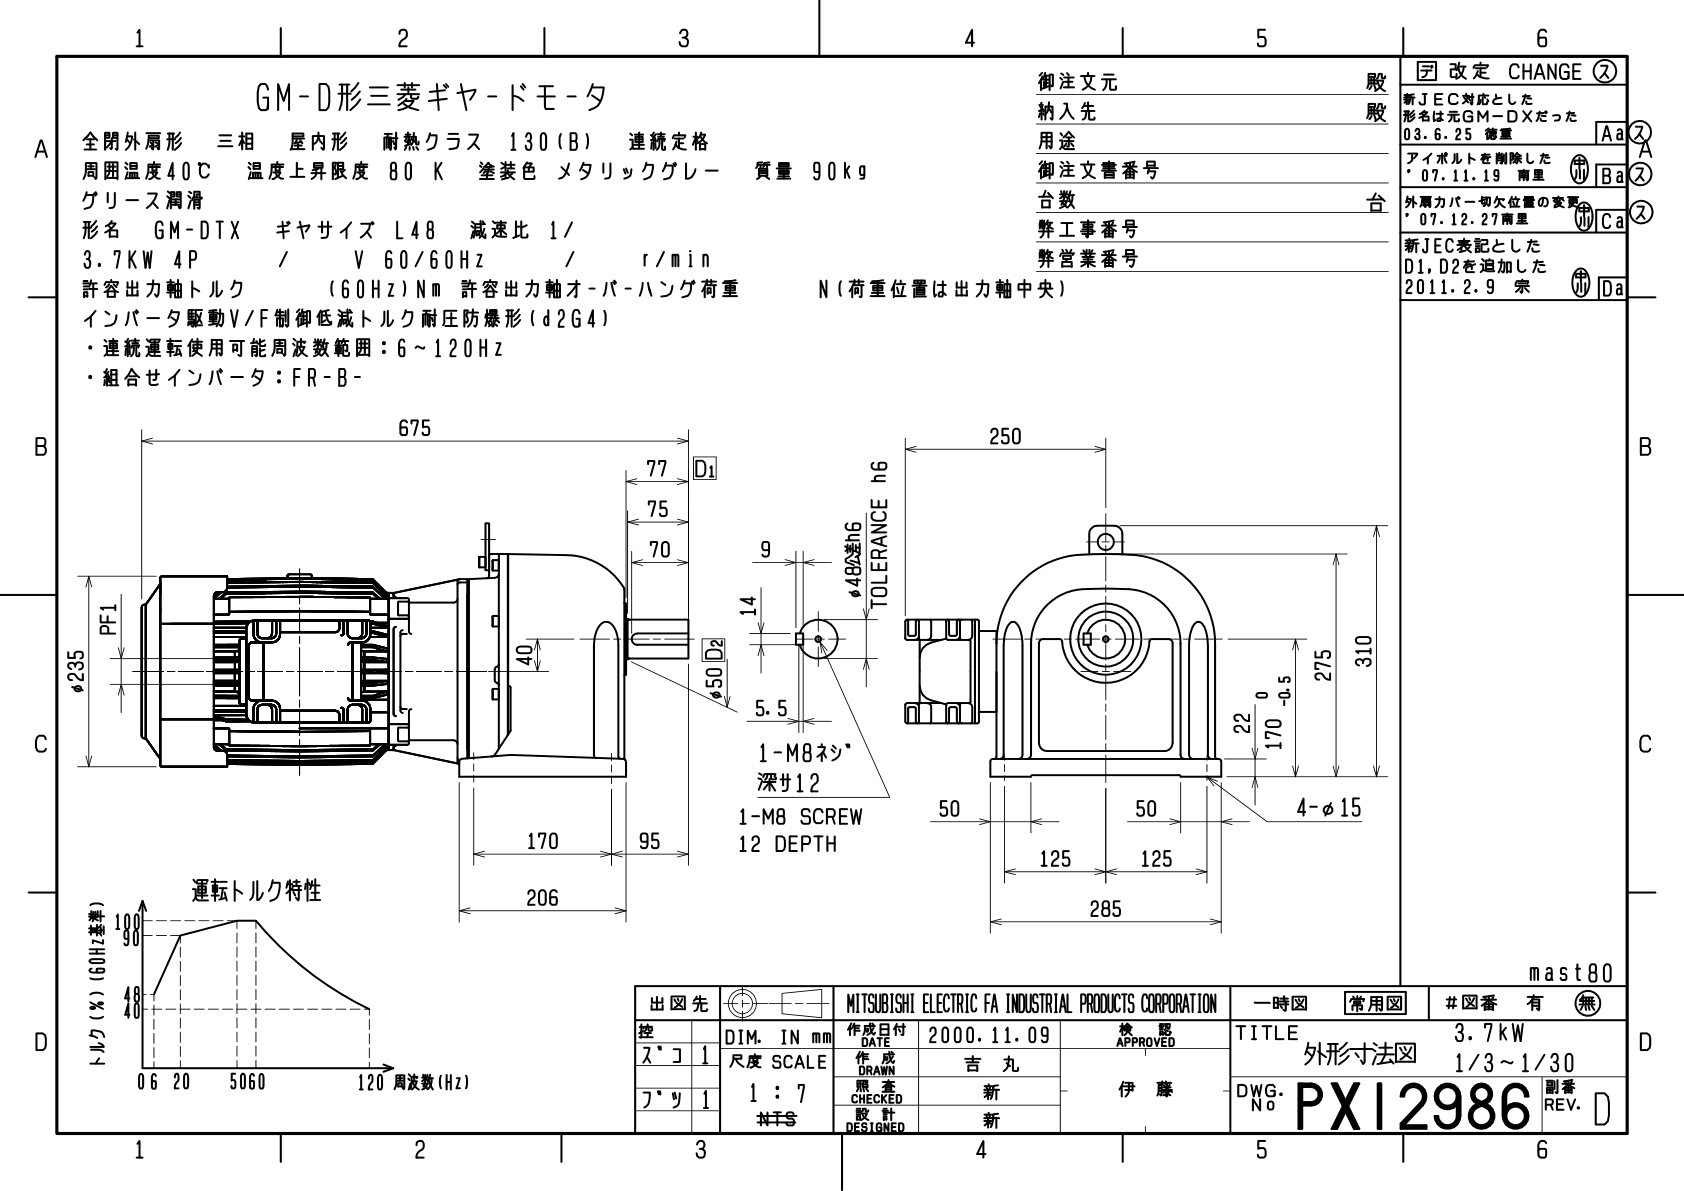 1 2 3 4 5 6
GM-D形三菱ギヤードモータ
全閉外扇形 三相 屋内形 耐熱クラス 130(B) 連続定格
周囲温度40℃ 温度上昇限度 80 K 塗装色 メタリックグレー 質量 90kg
グリース潤滑
形名 GM-DTX ギヤサイズ L48 減速比 1/
3.7KW 4P / V 60/60Hz / r/min
許容出力軸トルク (60Hz)Nm 許容出力軸オーバーハング荷重 N(荷重位置は出力軸中央)
インバータ駆動V/F制御低減トルク耐圧防爆形(d2G4)
・連続運転使用可能周波数範囲：6～120Hz
・組合せインバータ：FR-B-
御注文元 殿
納入先 殿
用途
御注文書番号
台数 台
弊工事番号
弊営業番号
デ 改定 CHANGE ス
新JEC対応とした
形名は元GM-DXだった
03.6.25 徳重 Aa ス
アイボルトを削除した
'07.11.19 南里 Ba ス
外扇カバー切欠位置の変更
'07.12.27南里 Ca ス
新JEC表記とした
D1,D2を追加した
2011.2.9 宗 Da
A A
B B
C C
D D
675
77 D1
75
70
PF1
φ235
40
φ50 D2
170 95
206
9
14
5.5
φ48公差h6
TOLERANCE h6
1-M8ネジ
深サ12
1-M8 SCREW
12 DEPTH
250
310
275
170 0 -0.5
22
50 50
4-φ15
125 125
285
運転トルク特性
トルク(%)(60Hz基準)
100
90
48
40
0 6 20 50 60 120 周波数(Hz)
mast80
出図先 MITSUBISHI ELECTRIC FA INDUSTRIAL PRODUCTS CORPORATION 一時図 常用図 #図番 有 無
控
ズコ 1
ブツ 1
DIM. IN mm
尺度 SCALE
1 : 7
NTS
作成日付 DATE 2000.11.09
作成 DRAWN 吉丸
照査 CHECKED 新
設計 DESIGNED 新
検認 APPROVED
伊藤
TITLE 3.7kW
外形寸法図 1/3～1/30
DWG. No PX12986 副番 REV. D
1 2 3 4 5 6